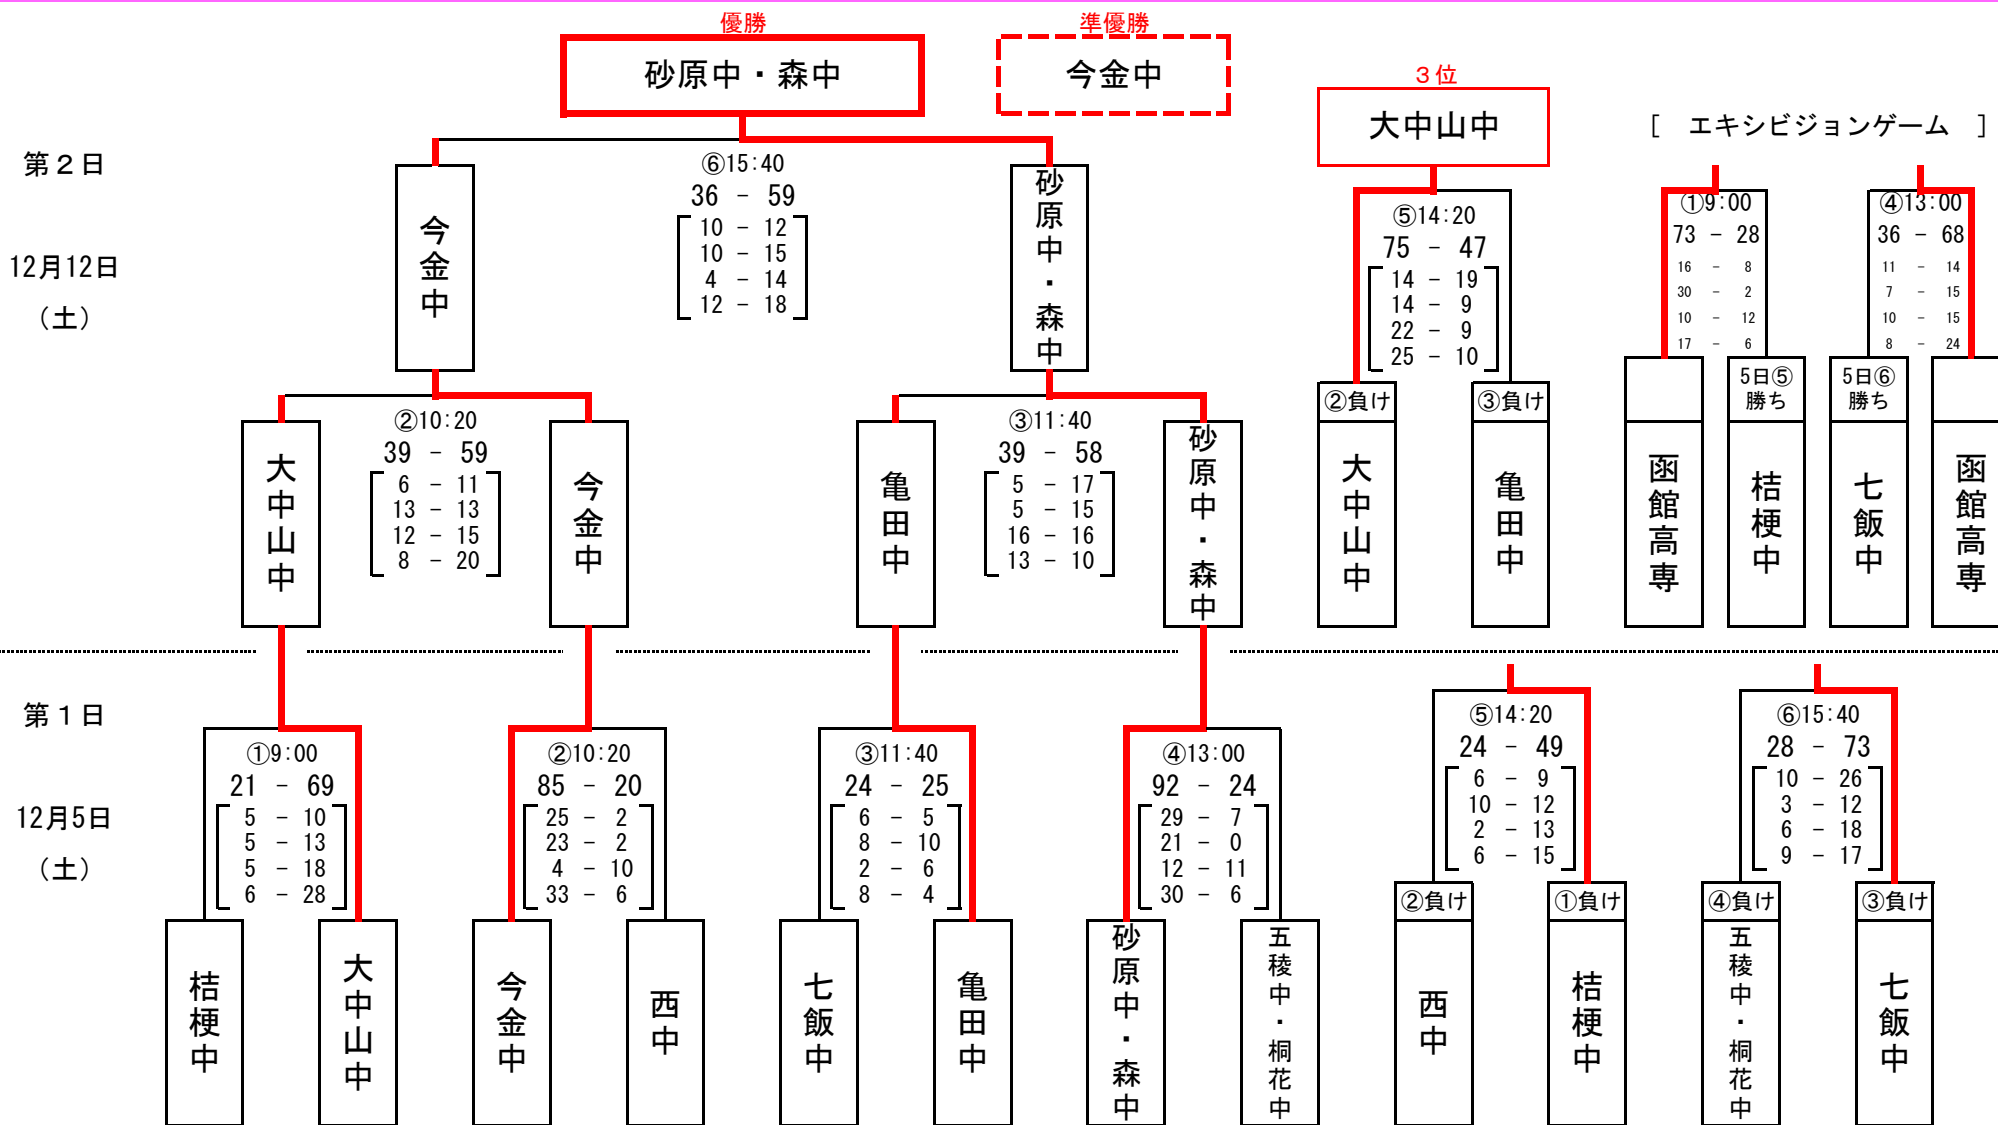 優勝
準優勝
砂原中・森中
今金中
３位
大中山中
[　エキシビジョンゲーム　]
第２日
12月12日
（土）
今金中
⑥15:40
36 － 59
10 － 12
10 － 15
4 － 14
12 － 18
砂原中・森中
⑤14:20
75 － 47
14 － 19
14 － 9
22 － 9
25 － 10
①9:00
73 － 28
16 － 8
30 － 2
10 － 12
17 － 6
④13:00
36 － 68
11 － 14
7 － 15
10 － 15
8 － 24
大中山中
②10:20
39 － 59
6 － 11
13 － 13
12 － 15
8 － 20
今金中
亀田中
③11:40
39 － 58
5 － 17
5 － 15
16 － 16
13 － 10
砂原中・森中
②負け
大中山中
③負け
亀田中
函館高専
5日⑤
勝ち
桔梗中
5日⑥
勝ち
七飯中
函館高専
第１日
12月5日
（土）
①9:00
21 － 69
5 － 10
5 － 13
5 － 18
6 － 28
②10:20
85 － 20
25 － 2
23 － 2
4 － 10
33 － 6
③11:40
24 － 25
6 － 5
8 － 10
2 － 6
8 － 4
④13:00
92 － 24
29 － 7
21 － 0
12 － 11
30 － 6
⑤14:20
24 － 49
6 － 9
10 － 12
2 － 13
6 － 15
⑥15:40
28 － 73
10 － 26
3 － 12
6 － 18
9 － 17
桔梗中
大中山中
今金中
西中
七飯中
亀田中
砂原中・森中
五稜中・桐花中
②負け
西中
①負け
桔梗中
④負け
五稜中・桐花中
③負け
七飯中